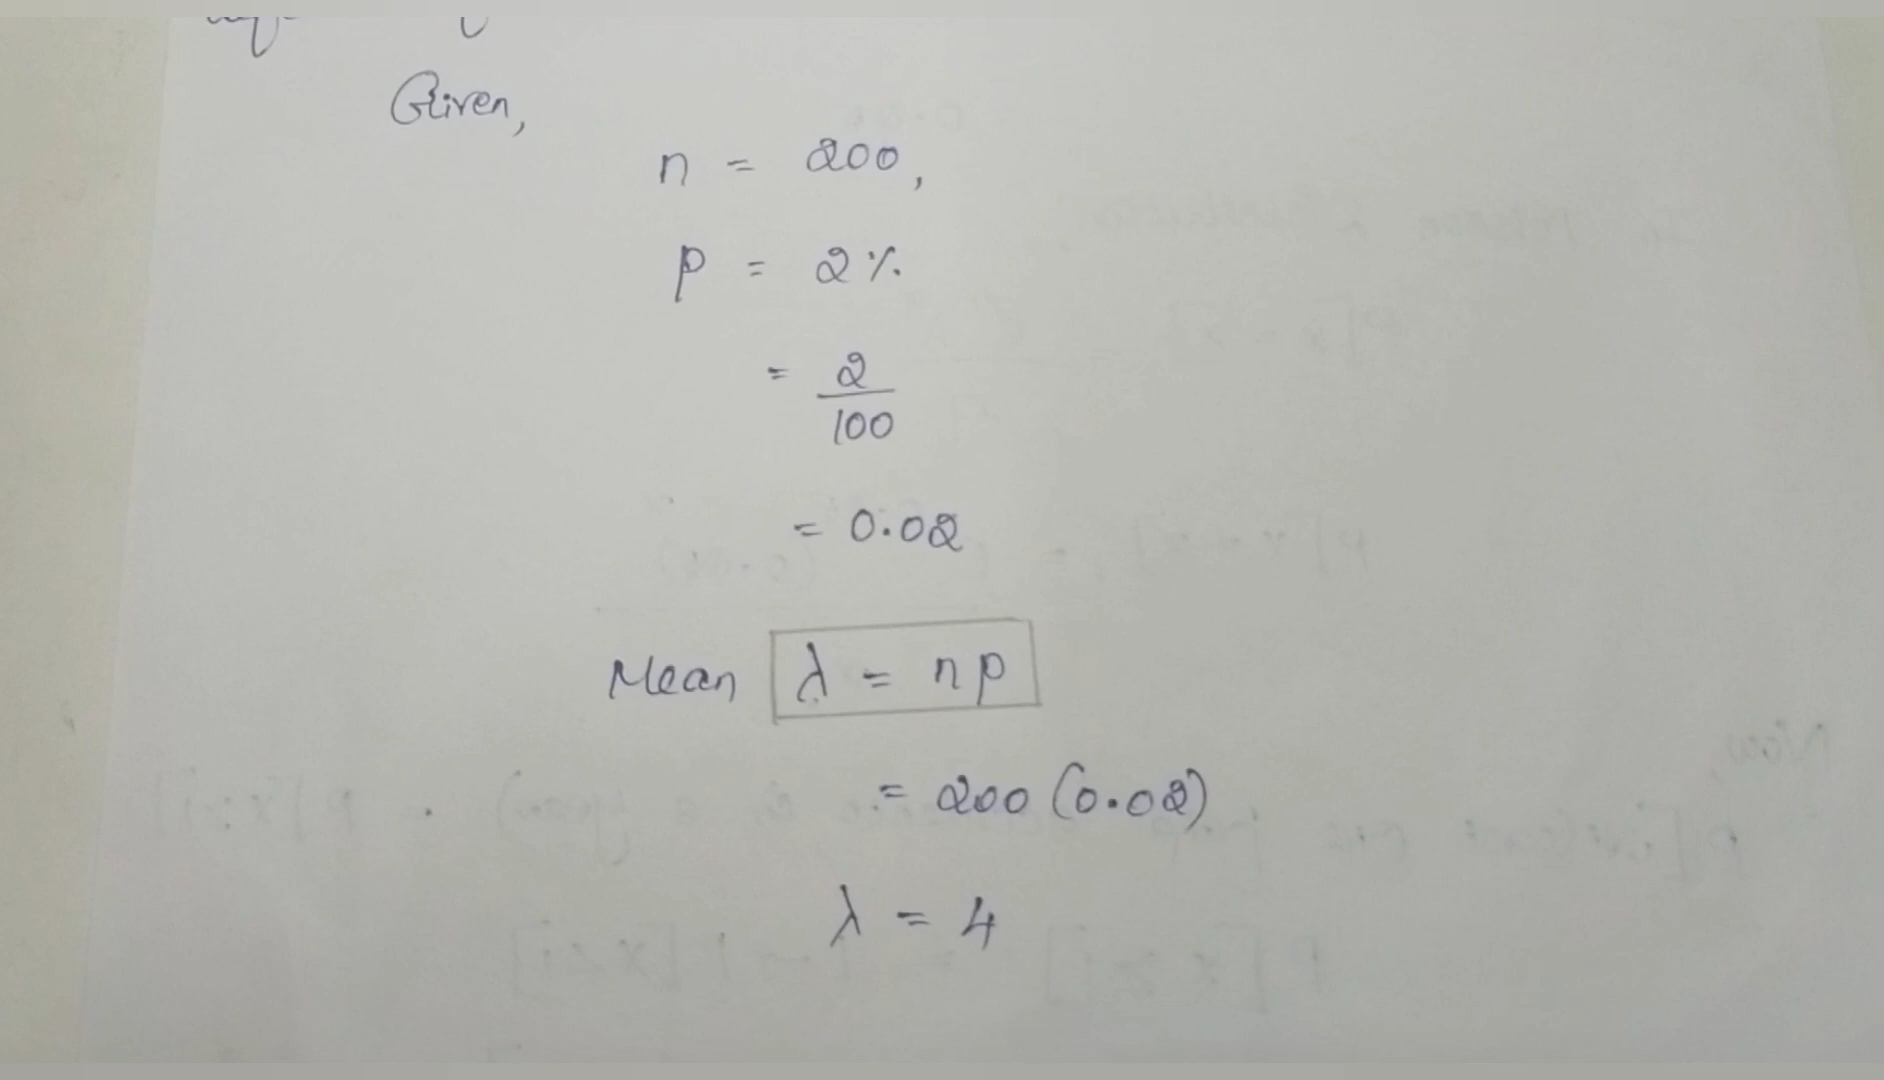 Given,
n = 200,
p = 2%
= 2/100
= 0.02
Mean λ = np
= 200 (0.02)
λ = 4